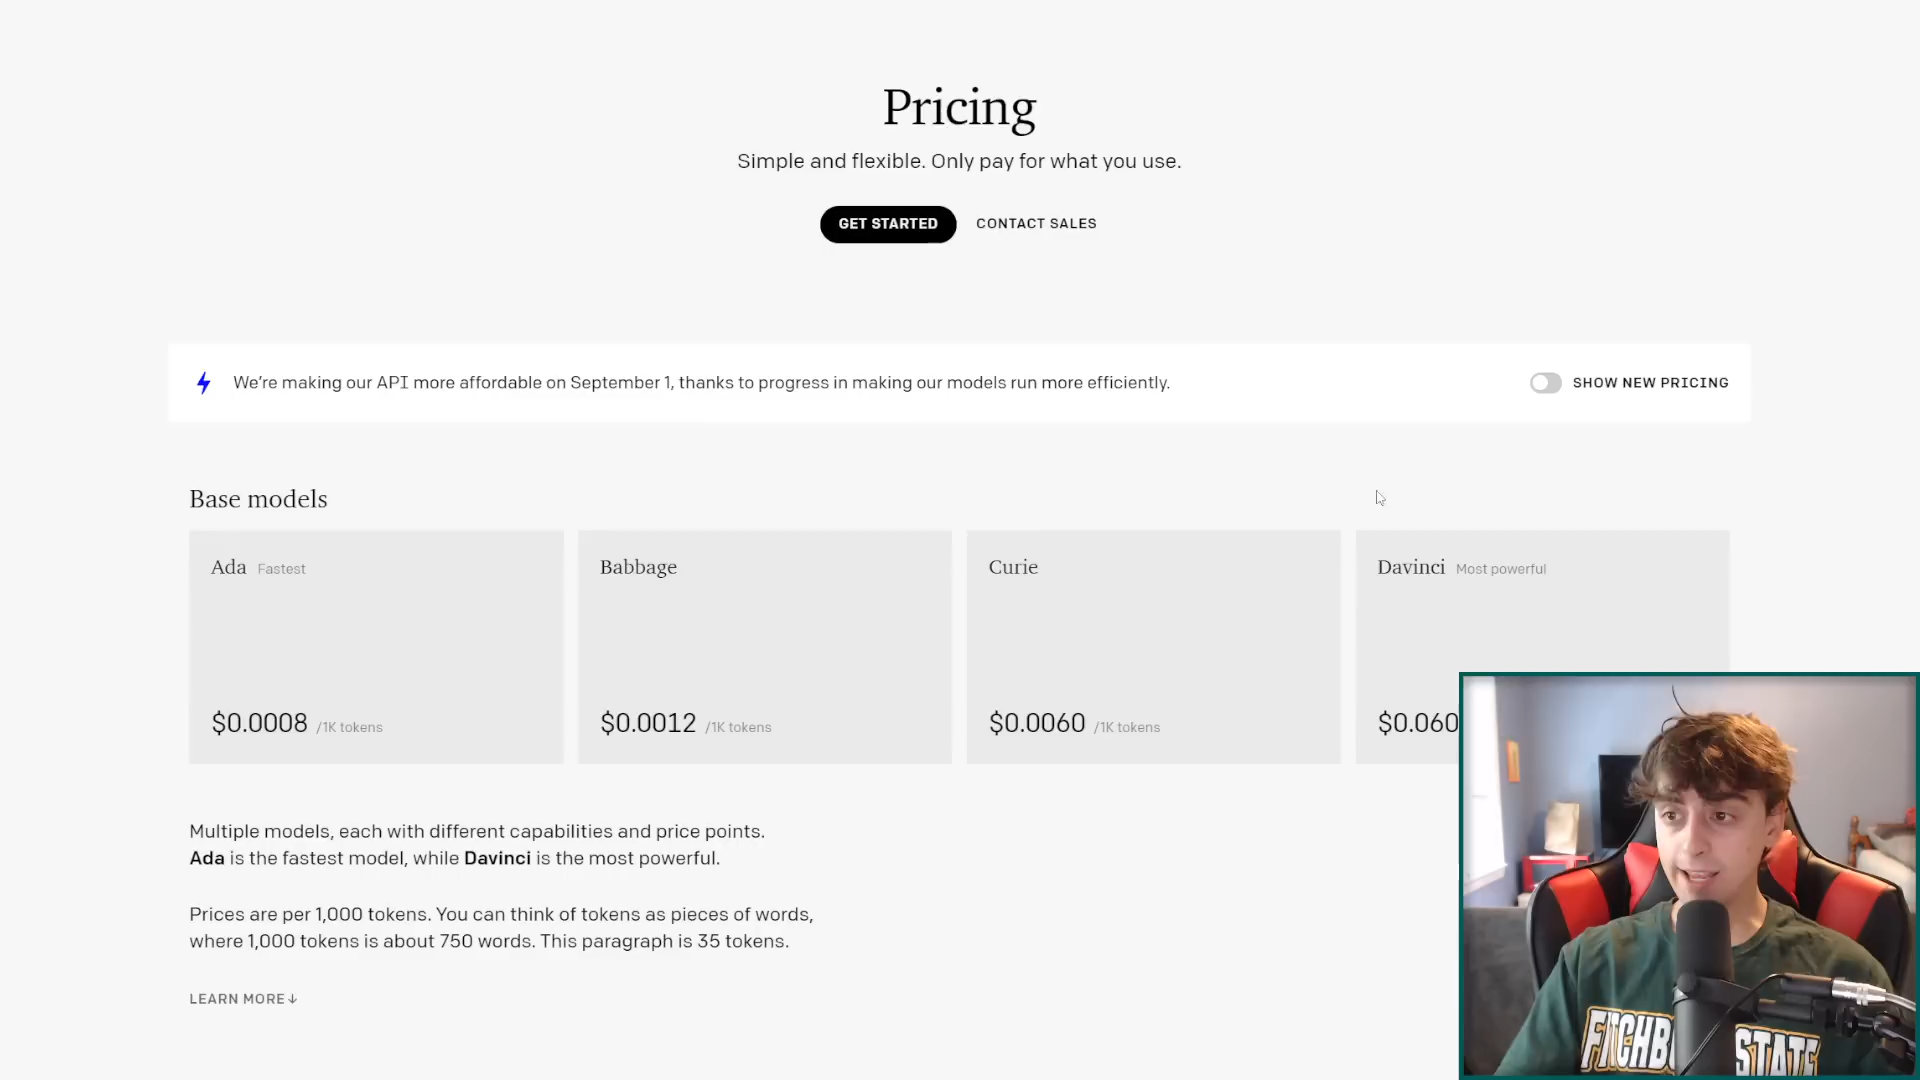 Pricing
Simple and flexible. Only pay for what you use.
GET STARTED CONTACT SALES
We're making our API more affordable on September 1, thanks to progress in making our models run more efficiently. SHOW NEW PRICING
Base models
Ada Fastest
$0.0008 /1K tokens
Babbage
$0.0012 /1K tokens
Curie
$0.0060 /1K tokens
Davinci Most powerful
$0.060
Multiple models, each with different capabilities and price points.
Ada is the fastest model, while Davinci is the most powerful.
Prices are per 1,000 tokens. You can think of tokens as pieces of words,
where 1,000 tokens is about 750 words. This paragraph is 35 tokens.
LEARN MORE↓
STATE